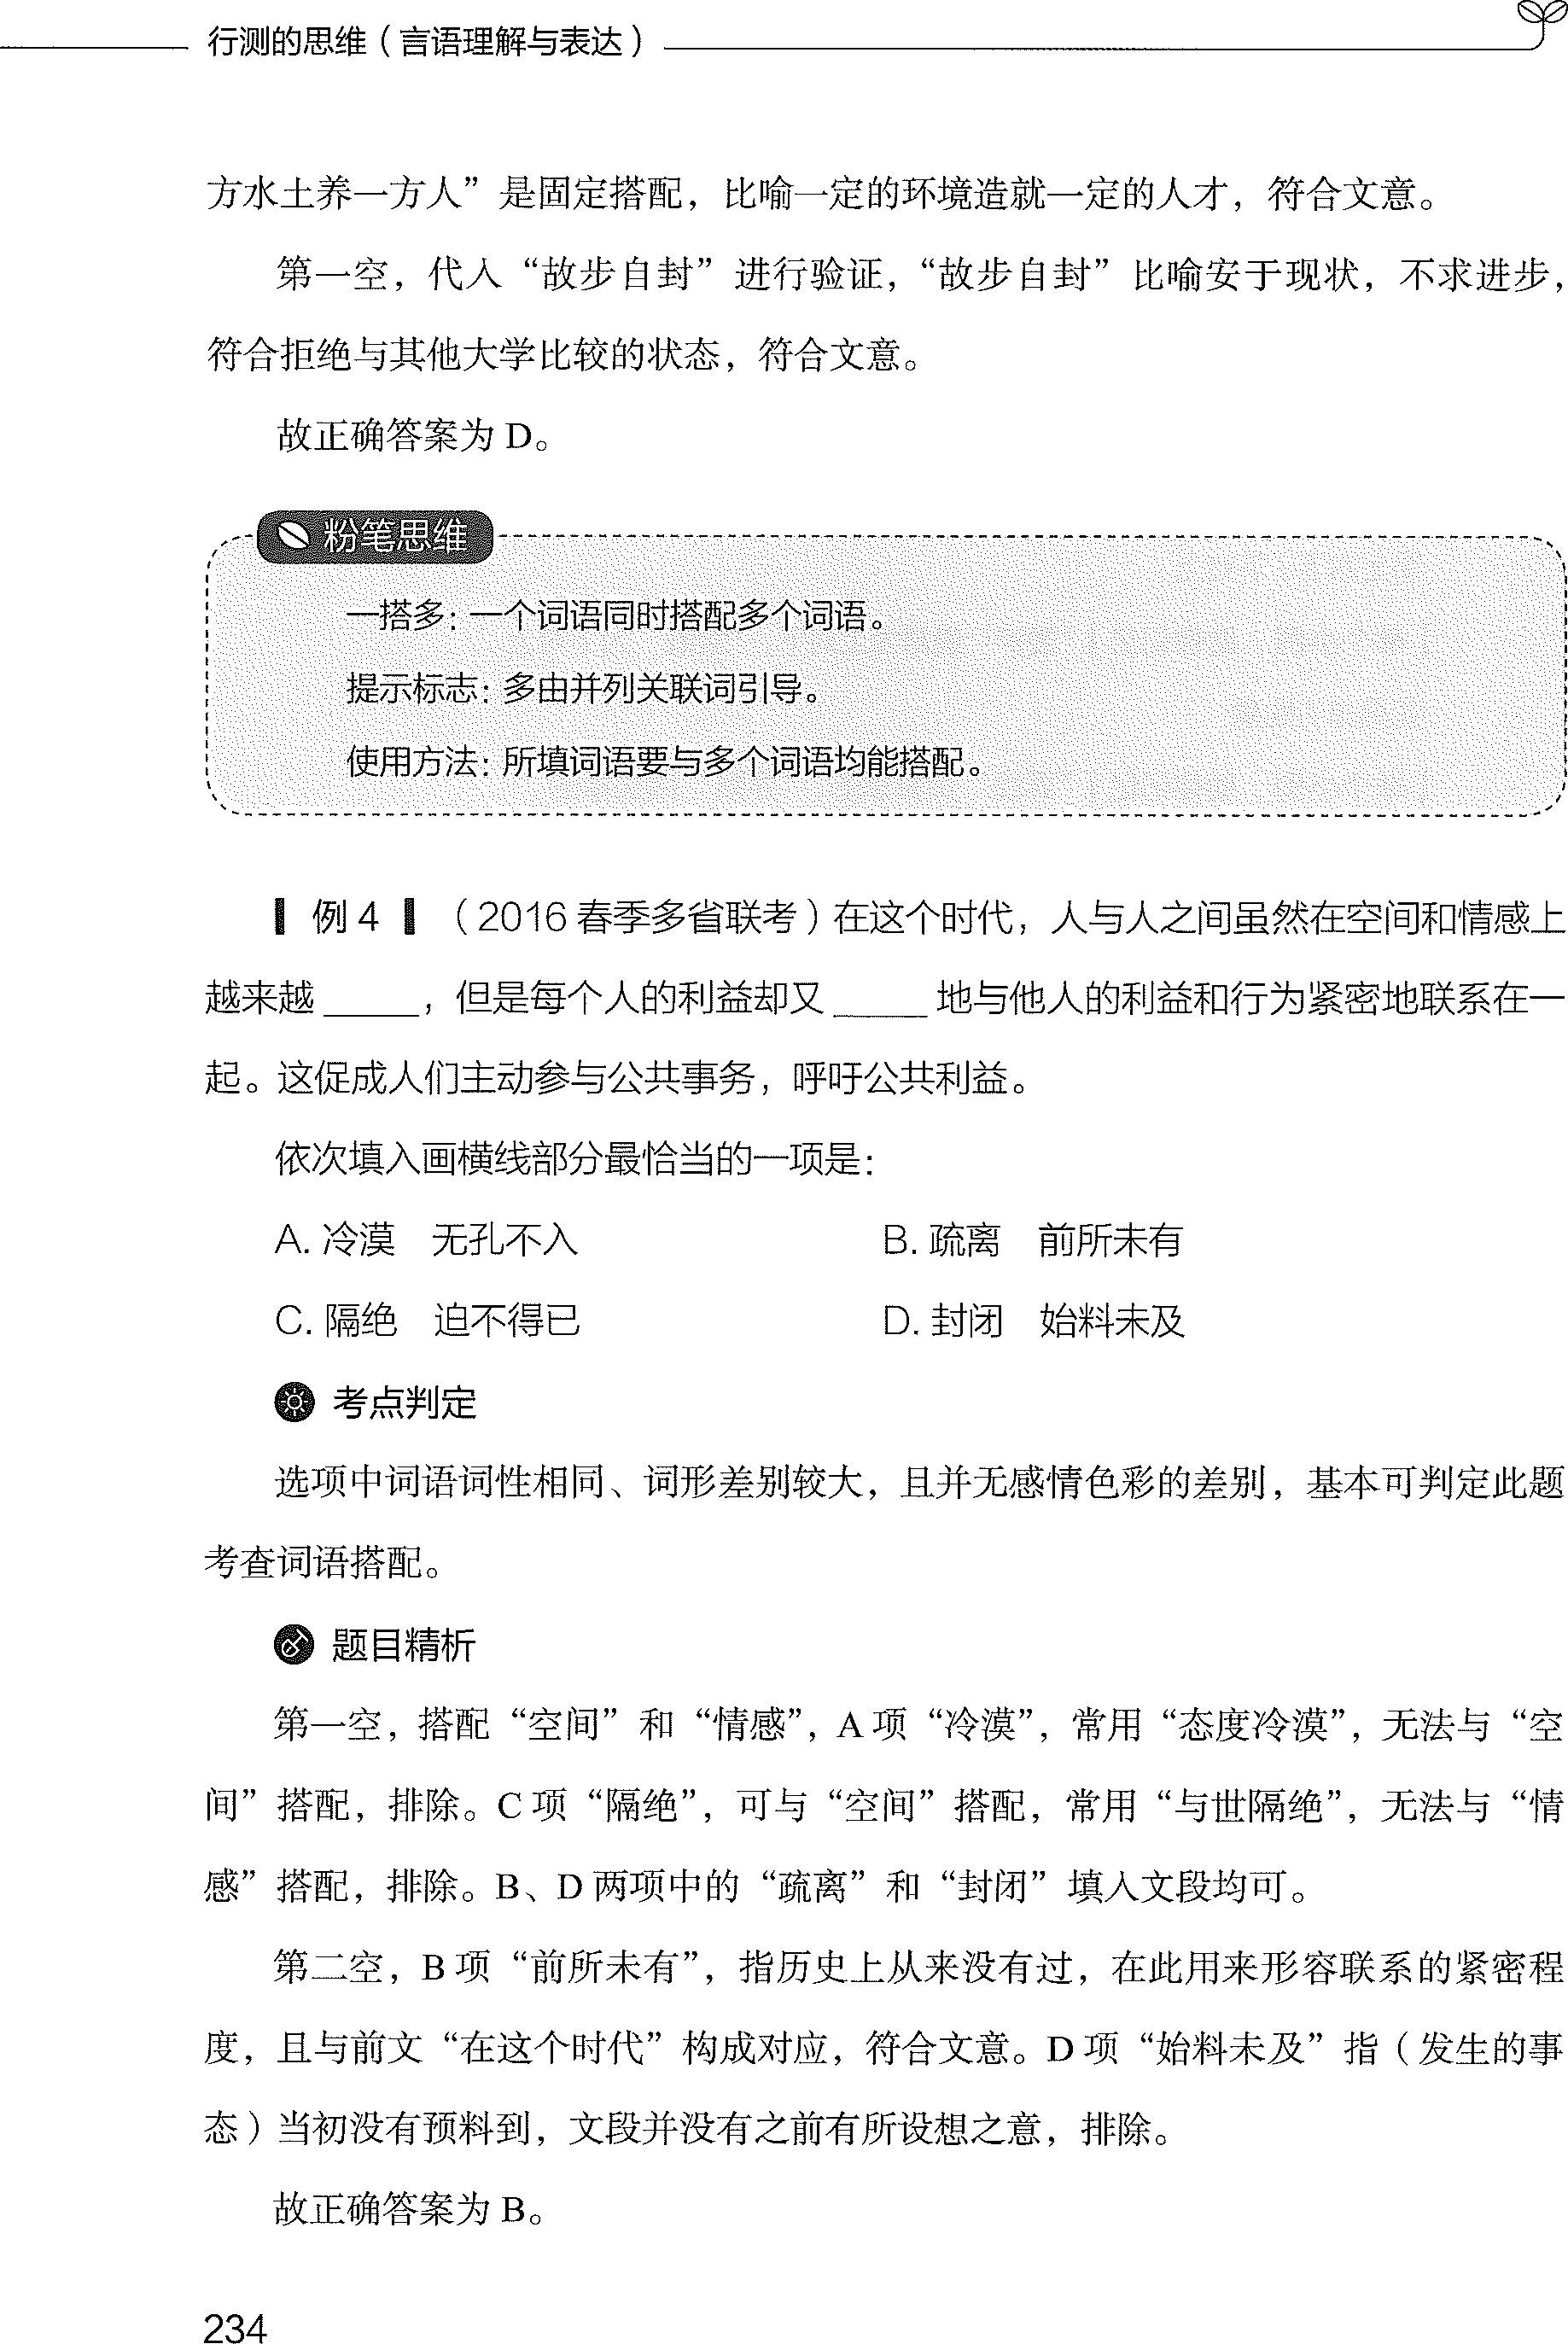 行测的思维（言语理解与表达）
方水土养一方人”是固定搭配，比喻一定的环境造就一定的人才，符合文意。
第一空，代入“故步自封”进行验证，“故步自封”比喻安于现状，不求进步，
符合拒绝与其他大学比较的状态，符合文意。
故正确答案为 D。
粉笔思维
一搭多：一个词语同时搭配多个词语。
提示标志：多由并列关联词引导。
使用方法：所填词语要与多个词语均能搭配。
例 4 （2016 春季多省联考）在这个时代，人与人之间虽然在空间和情感上
越来越_____，但是每个人的利益却又_____地与他人的利益和行为紧密地联系在一
起。这促成人们主动参与公共事务，呼吁公共利益。
依次填入画横线部分最恰当的一项是：
A. 冷漠 无孔不入 B. 疏离 前所未有
C. 隔绝 迫不得已 D. 封闭 始料未及
考点判定
选项中词语词性相同、词形差别较大，且并无感情色彩的差别，基本可判定此题
考查词语搭配。
题目精析
第一空，搭配“空间”和“情感”，A 项“冷漠”，常用“态度冷漠”，无法与“空
间”搭配，排除。C 项“隔绝”，可与“空间”搭配，常用“与世隔绝”，无法与“情
感”搭配，排除。B、D 两项中的“疏离”和“封闭”填入文段均可。
第二空，B 项“前所未有”，指历史上从来没有过，在此用来形容联系的紧密程
度，且与前文“在这个时代”构成对应，符合文意。D 项“始料未及”指（发生的事
态）当初没有预料到，文段并没有之前有所设想之意，排除。
故正确答案为 B。
234